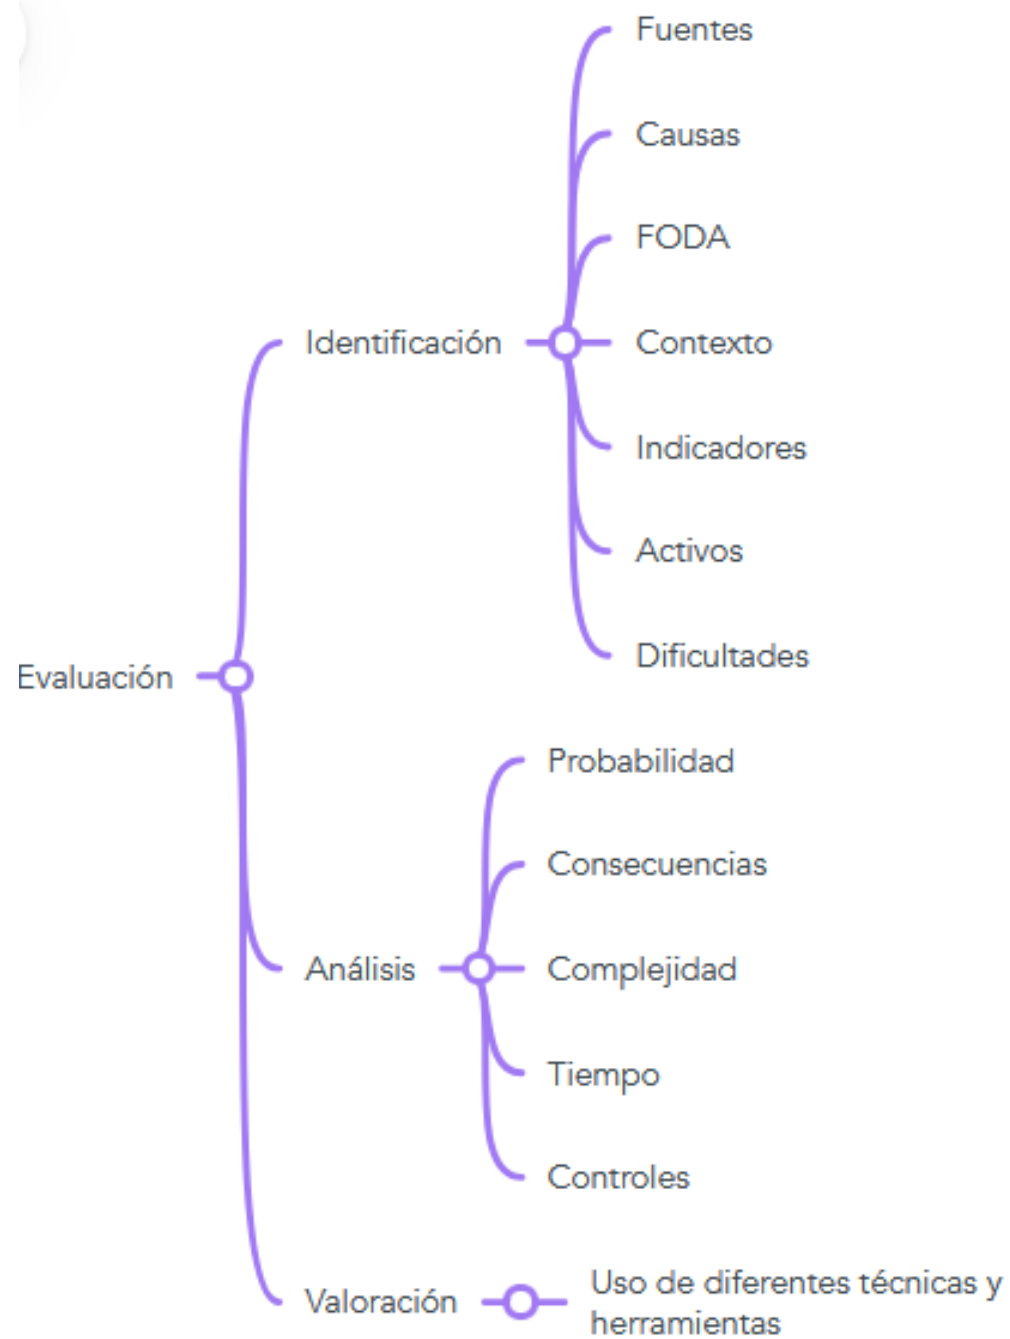 Evaluación
Identificación
Fuentes
Causas
FODA
Contexto
Indicadores
Activos
Dificultades
Análisis
Probabilidad
Consecuencias
Complejidad
Tiempo
Controles
Valoración
Uso de diferentes técnicas y
herramientas